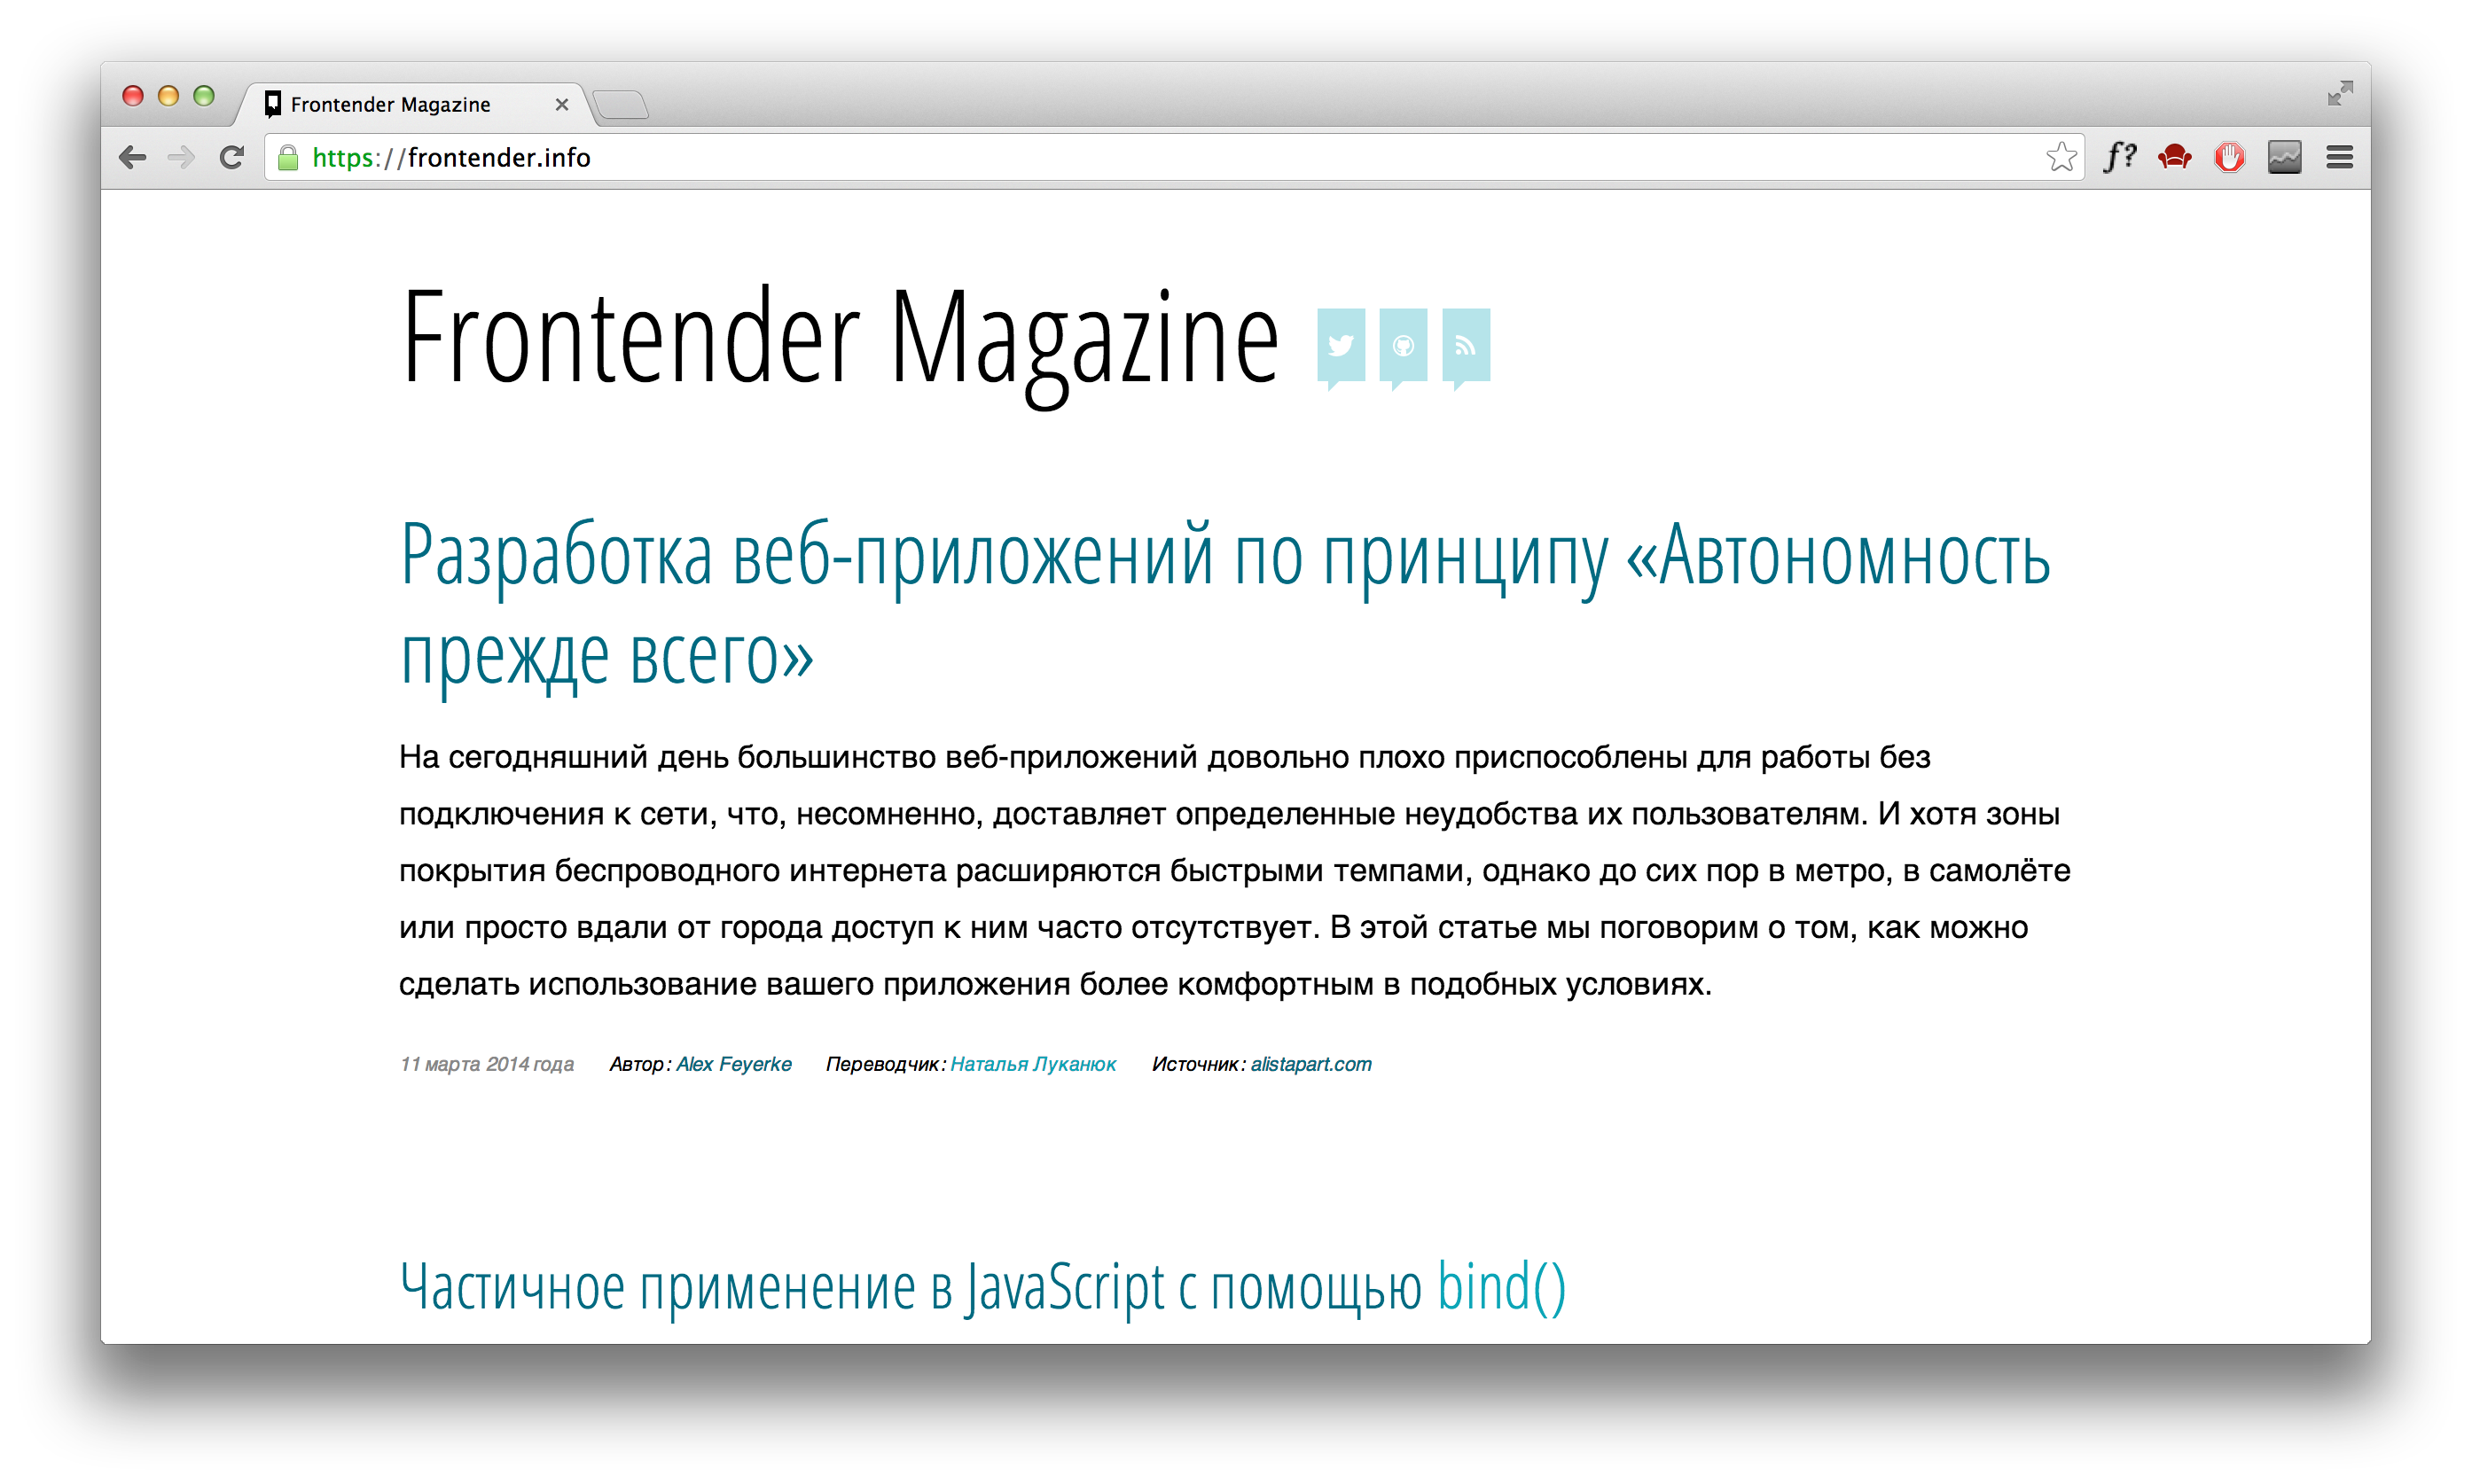 Frontender Magazine
https://frontender.info
f?
Frontender Magazine
Разработка веб-приложений по принципу «Автономность
прежде всего»
На сегодняшний день большинство веб-приложений довольно плохо приспособлены для работы без
подключения к сети, что, несомненно, доставляет определенные неудобства их пользователям. И хотя зоны
покрытия беспроводного интернета расширяются быстрыми темпами, однако до сих пор в метро, в самолёте
или просто вдали от города доступ к ним часто отсутствует. В этой статье мы поговорим о том, как можно
сделать использование вашего приложения более комфортным в подобных условиях.
11 марта 2014 года Автор: Alex Feyerke Переводчик: Наталья Луканюк Источник: alistapart.com
Частичное применение в JavaScript с помощью bind()